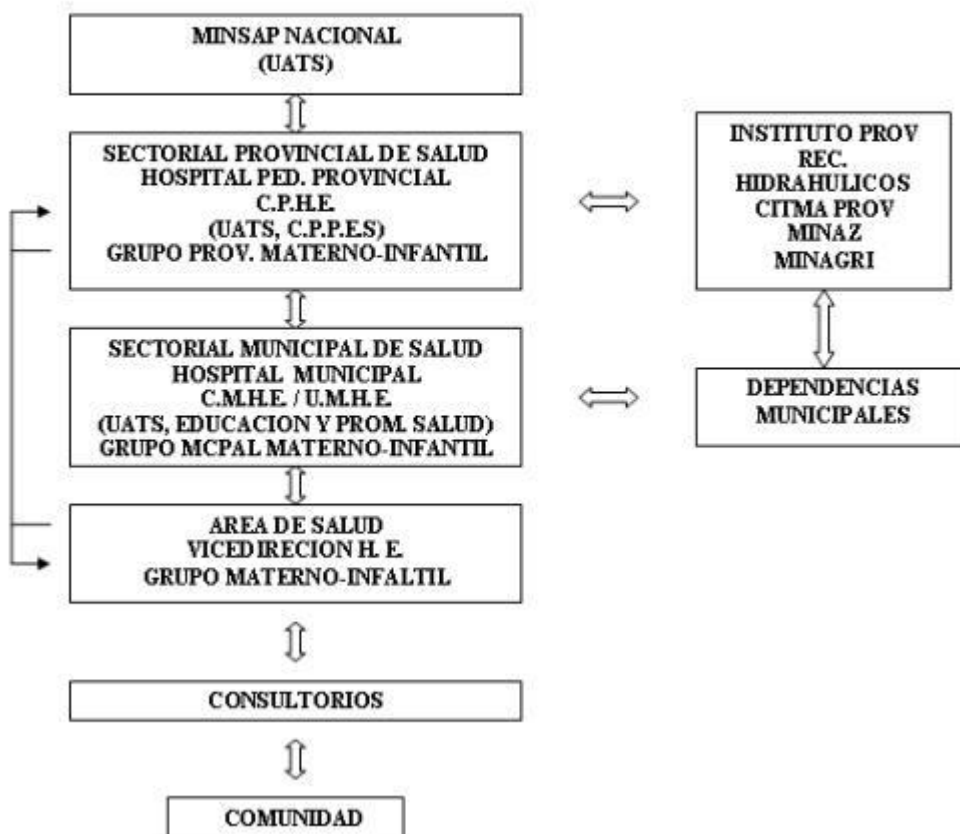 MINSAP NACIONAL
(UATS)
SECTORIAL PROVINCIAL DE SALUD
HOSPITAL PED. PROVINCIAL
C.P.H.E.
(UATS, C.P.P.E.S)
GRUPO PROV. MATERNO-INFANTIL
INSTITUTO PROV
REC.
HIDRAHULICOS
CITMA PROV
MINAZ
MINAGRI
SECTORIAL MUNICIPAL DE SALUD
HOSPITAL MUNICIPAL
C.M.H.E. / U.M.H.E.
(UATS, EDUCACION Y PROM. SALUD)
GRUPO MCPAL MATERNO-INFANTIL
DEPENDENCIAS
MUNICIPALES
AREA DE SALUD
VICEDIRECION H. E.
GRUPO MATERNO-INFALTIL
CONSULTORIOS
COMUNIDAD